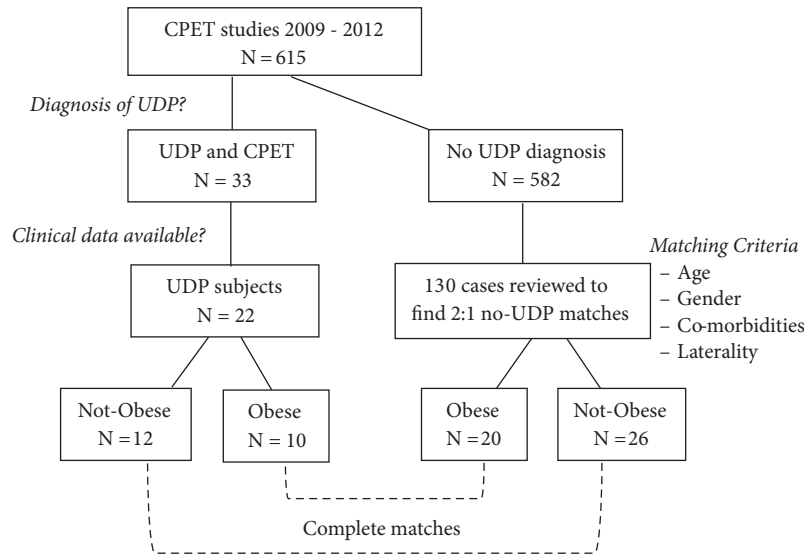 CPET studies 2009 - 2012
N = 615
Diagnosis of UDP?
UDP and CPET
N = 33
No UDP diagnosis
N = 582
Clinical data available?
UDP subjects
N = 22
130 cases reviewed to
find 2:1 no-UDP matches
Matching Criteria
– Age
– Gender
– Co-morbidities
– Laterality
Not-Obese
N = 12
Obese
N = 10
Obese
N = 20
Not-Obese
N = 26
Complete matches